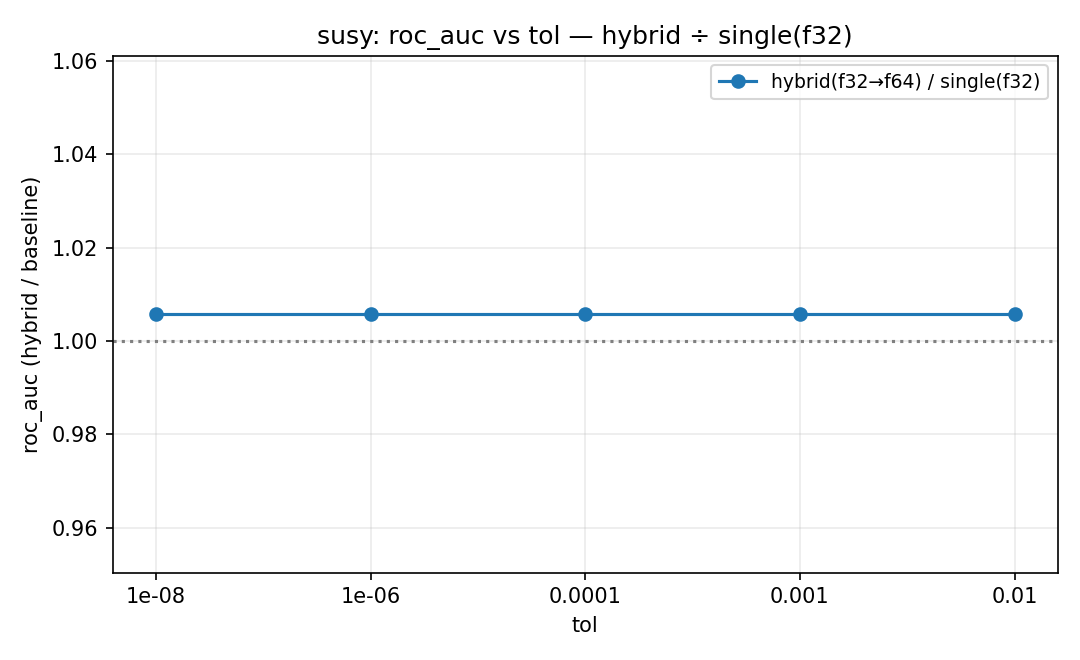 susy: roc_auc vs tol — hybrid ÷ single(f32)
hybrid(f32→f64) / single(f32)
roc_auc (hybrid / baseline)
1.06
1.04
1.02
1.00
0.98
0.96
1e-08
1e-06
0.0001
0.001
0.01
tol